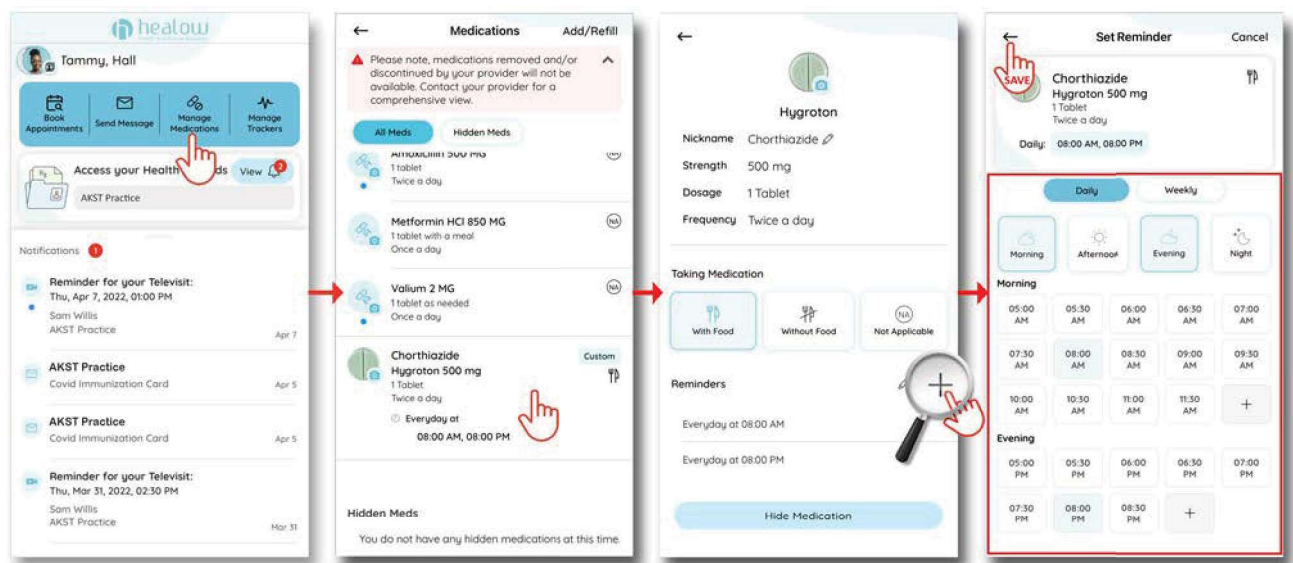 healow
Tammy, Hall
Book
Appointments
Send Message
Manage
Medications
Manage
Trackers
Access your Health
ds
View
2
AKST Practice
Notifications
1
Reminder for your Televisit:
Thu, Apr 7, 2022, 01:00 PM
Sam Willis
AKST Practice
Apr 7
AKST Practice
Covid Immunization Card
Apr 5
AKST Practice
Covid Immunization Card
Apr 5
Reminder for your Televisit:
Thu, Mar 31, 2022, 02:30 PM
Sam Willis
AKST Practice
Mar 31
Medications
Add/Refill
Please note, medications removed and/or
discontinued by your provider will not be
available. Contact your provider for a
comprehensive view.
All Meds
Hidden Meds
Amoxicillin 500 MG
1 tablet
Twice a day
Metformin HCl 850 MG
NA
1 tablet with a meal
Once a day
Valium 2 MG
NA
1 tablet as needed
Once a day
Chorthiazide
Custom
Hygroton 500 mg
1 Tablet
Twice a day
Everyday at
08:00 AM, 08:00 PM
Hidden Meds
You do not have any hidden medications at this time
Hygroton
Nickname Chorthiazide
Strength 500 mg
Dosage 1 Tablet
Frequency Twice a day
Taking Medication
With Food
Without Food
NA
Not Applicable
Reminders
+
Everyday at 08:00 AM
Everyday at 08:00 PM
Hide Medication
Set Reminder
Cancel
SAVE
Chorthiazide
Hygroton 500 mg
1 Tablet
Twice a day
Daily: 08:00 AM, 08:00 PM
Daily
Weekly
Morning
Afternoon
Evening
Night
Morning
05:00 AM
05:30 AM
06:00 AM
06:30 AM
07:00 AM
07:30 AM
08:00 AM
08:30 AM
09:00 AM
09:30 AM
10:00 AM
10:30 AM
11:00 AM
11:30 AM
+
Evening
05:00 PM
05:30 PM
06:00 PM
06:30 PM
07:00 PM
07:30 PM
08:00 PM
08:30 PM
+